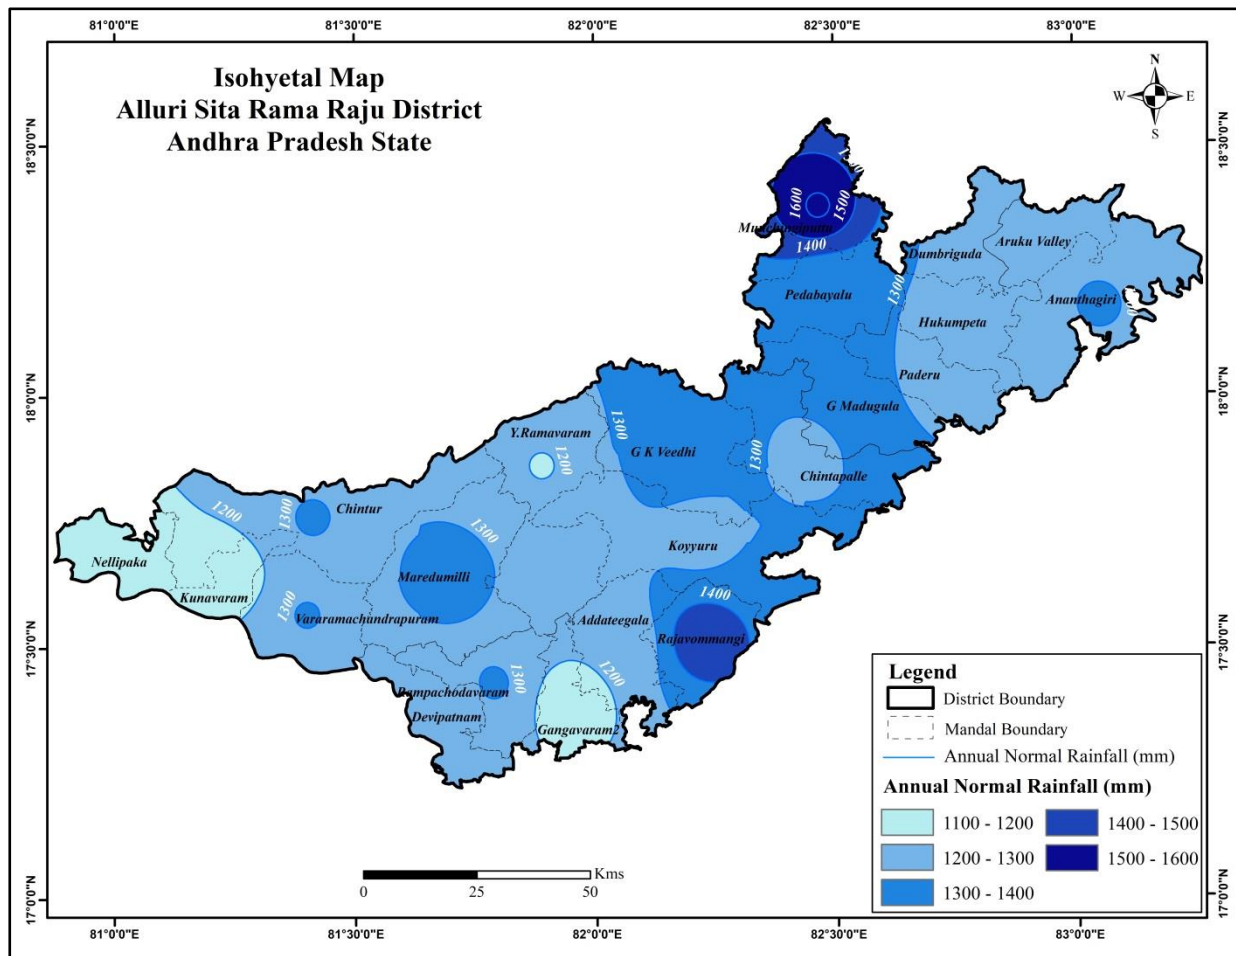 81°0'0"E 81°30'0"E 82°0'0"E 82°30'0"E 83°0'0"E
Isohyetal Map
Alluri Sita Rama Raju District
Andhra Pradesh State
N
W E
S
18°30'0"N 18°30'0"N
1600
1500
Munchingiputtu
1400
Dumbriguda
Aruku Valley
Pedabayalu
1300
Ananthagiri
Hukumpeta
Paderu
18°0'0"N 18°0'0"N
G Madugula
1300
Y.Ramavaram
G K Veedhi
1200
1300
Chintapalle
1200
1300
Chintur
1300
Koyyuru
Nellipaka
Maredumilli
Kunavaram
1400
1300
Vararamachandrapuram
Addateegala
Rajavommangi
17°30'0"N 17°30'0"N
1300
1200
Rampachodavaram
Devipatnam
Gangavaram2
Legend
District Boundary
Mandal Boundary
Annual Normal Rainfall (mm)
Annual Normal Rainfall (mm)
1100 - 1200 1400 - 1500
1200 - 1300 1500 - 1600
1300 - 1400
Kms
0 25 50
17°0'0"N 17°0'0"N
81°0'0"E 81°30'0"E 82°0'0"E 82°30'0"E 83°0'0"E